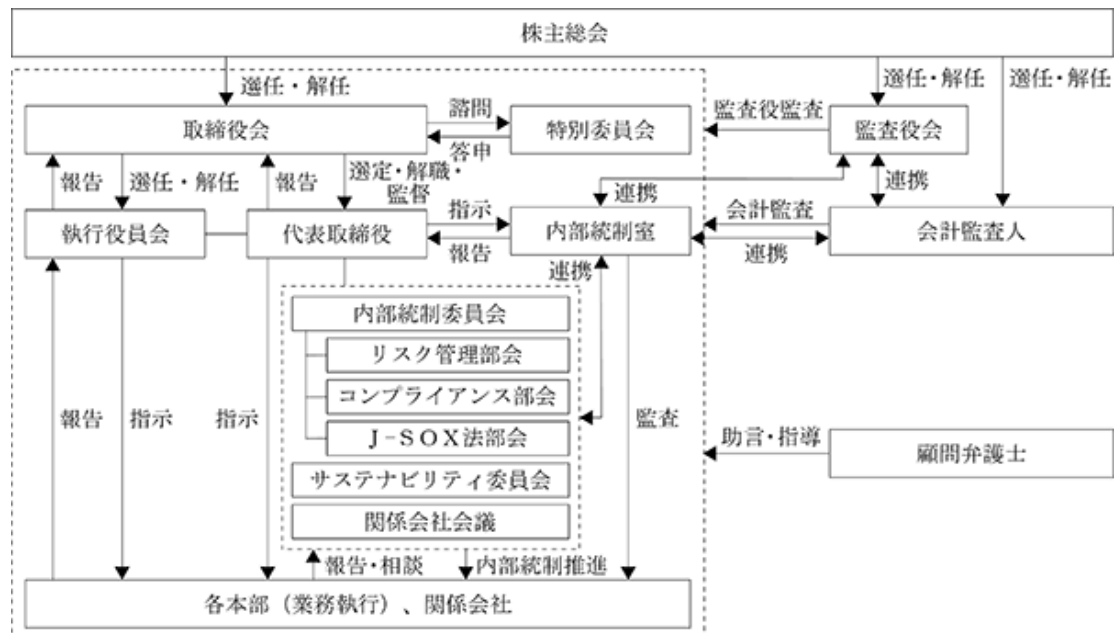 株主総会
選任・解任
選任・解任
選任・解任
取締役会
諮問
答申
特別委員会
監査役監査
監査役会
報告
選任・解任
報告
選定・解職・
監督
連携
連携
執行役員会
代表取締役
指示
報告
内部統制室
会計監査
連携
会計監査人
連携
内部統制委員会
リスク管理部会
コンプライアンス部会
J-SOX法部会
サステナビリティ委員会
関係会社会議
報告
指示
指示
監査
助言・指導
顧問弁護士
報告・相談
内部統制推進
各本部（業務執行）、関係会社